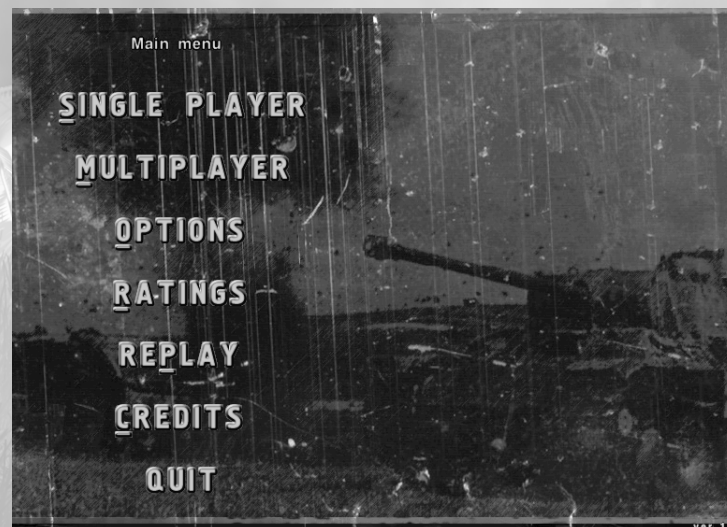 Main menu
SINGLE PLAYER
MULTIPLAYER
OPTIONS
RATINGS
REPLAY
CREDITS
QUIT